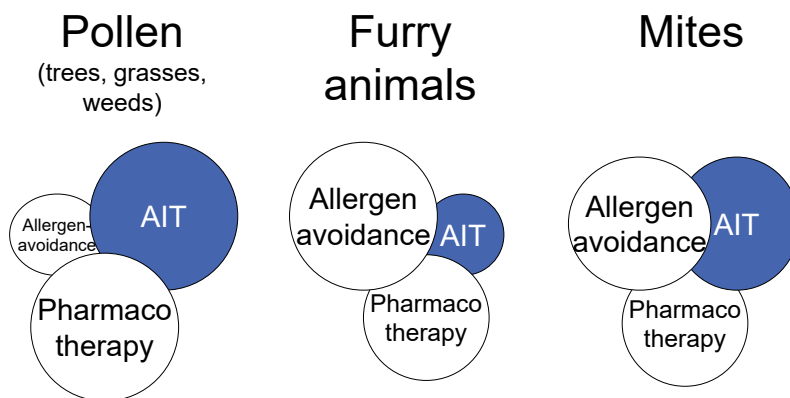 Pollen
(trees, grasses,
weeds)
Allergen-
avoidance
AIT
Pharmaco
therapy
Furry
animals
Allergen
avoidance
AIT
Pharmaco
therapy
Mites
Allergen
avoidance
AIT
Pharmaco
therapy